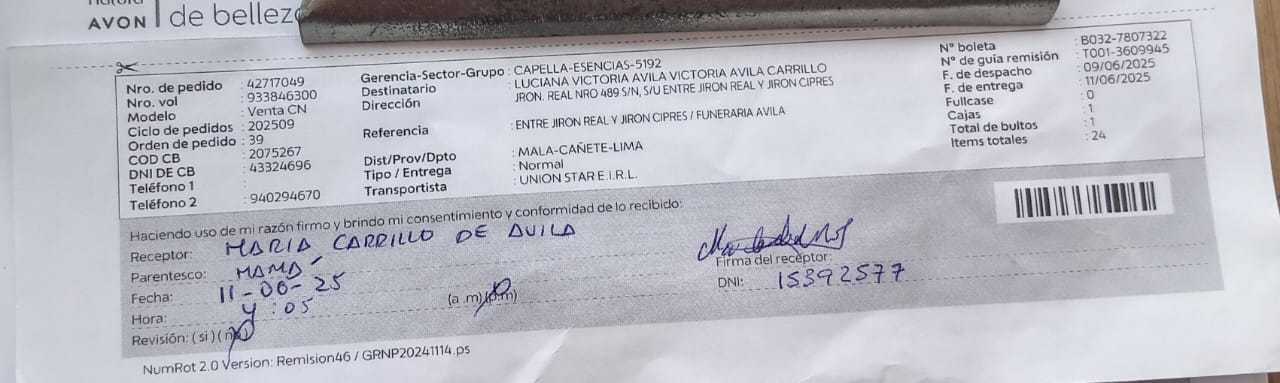 AVON de belleza
Nro. de pedido : 42717049
Nro. vol : 933846300
Modelo : Venta CN
Ciclo de pedidos : 202509
Orden de pedido : 39
COD CB : 2075267
DNI DE CB : 43324696
Teléfono 1 :
Teléfono 2 : 940294670
Gerencia-Sector-Grupo : CAPELLA-ESENCIAS-5192
Destinatario : LUCIANA VICTORIA AVILA VICTORIA AVILA CARRILLO
Dirección : JRON. REAL NRO 489 S/N, S/U ENTRE JIRON REAL Y JIRON CIPRES
Referencia : ENTRE JIRON REAL Y JIRON CIPRES / FUNERARIA AVILA
Dist/Prov/Dpto : MALA-CAÑETE-LIMA
Tipo / Entrega : Normal
Transportista : UNION STAR E.I.R.L.
N° boleta : B032-7807322
N° de guia remisión : T001-3609945
F. de despacho : 09/06/2025
F. de entrega : 11/06/2025
Fullcase : 0
Cajas : 1
Total de bultos : 1
Items totales : 24
Haciendo uso de mi razón firmo y brindo mi consentimiento y conformidad de lo recibido:
Receptor: MARIA CARRILLO DE AVILA
Parentesco: MAMÁ
Fecha: 11-06-25
Hora: 4:05 (a .m)(p.m)
Revisión: ( si ) ( no )
Firma del receptor:
DNI: 15392577
NumRot 2.0 Version: Remision46 / GRNP20241114.ps